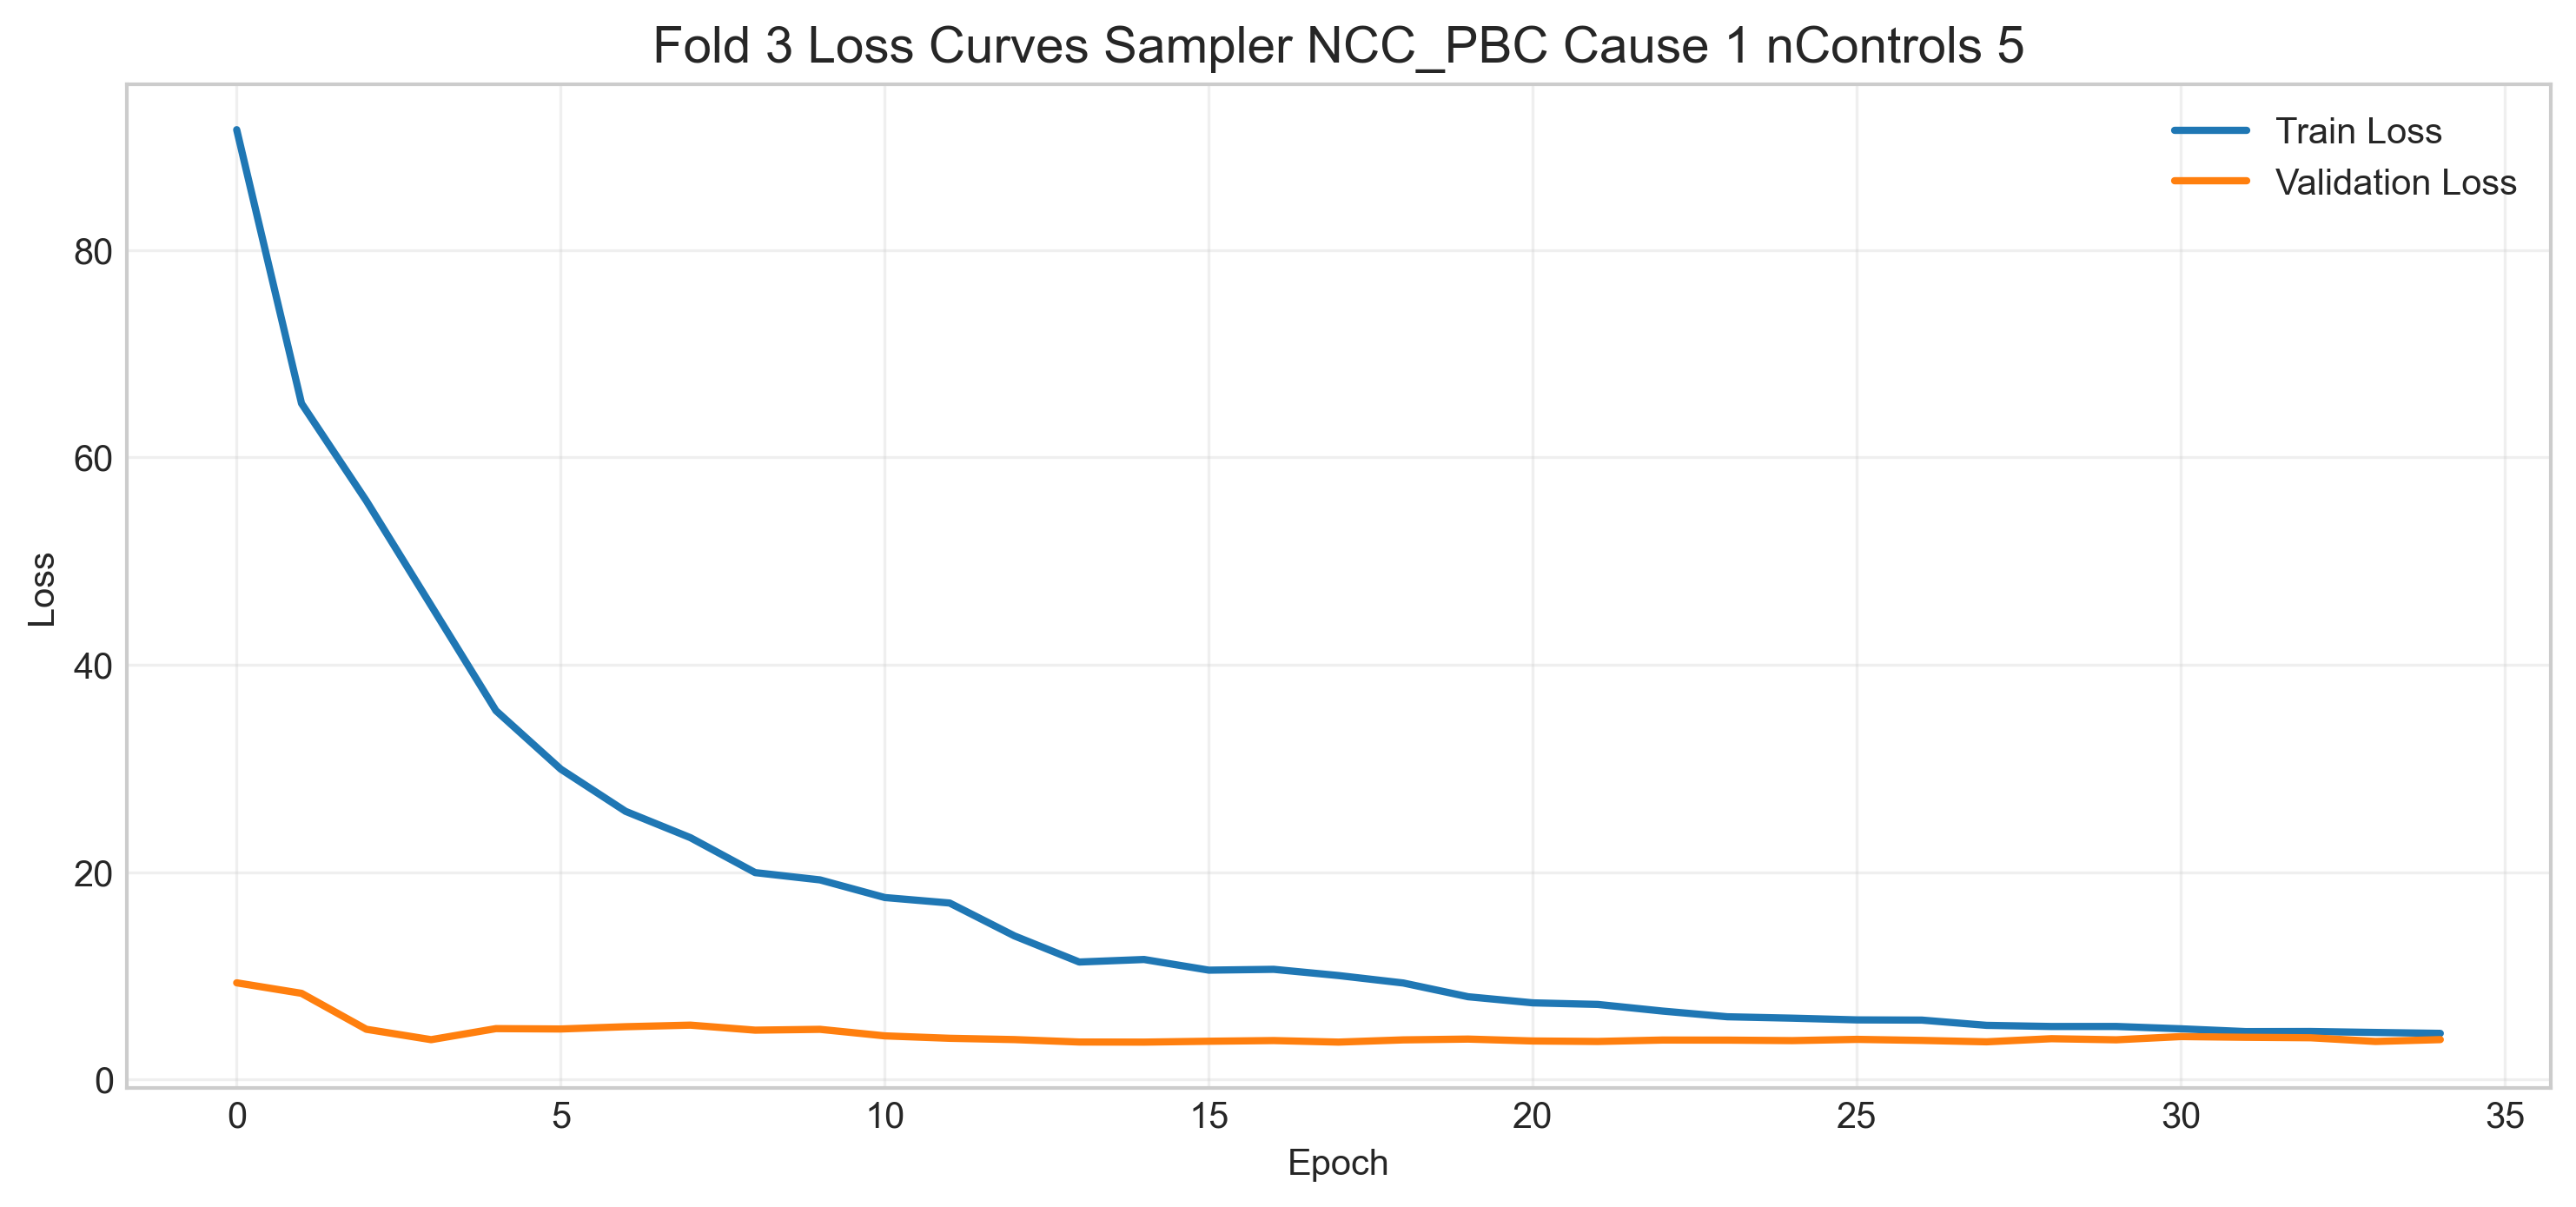 Fold 3 Loss Curves Sampler NCC_PBC Cause 1 nControls 5
Train Loss
Validation Loss
80
60
40
20
0
Loss
0 5 10 15 20 25 30 35
Epoch